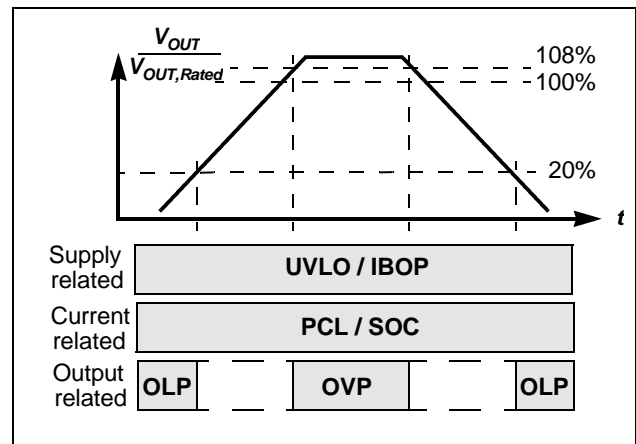 V_OUT
V_OUT,Rated
108%
100%
20%
t
Supply related
UVLO / IBOP
Current related
PCL / SOC
Output related
OLP
OVP
OLP